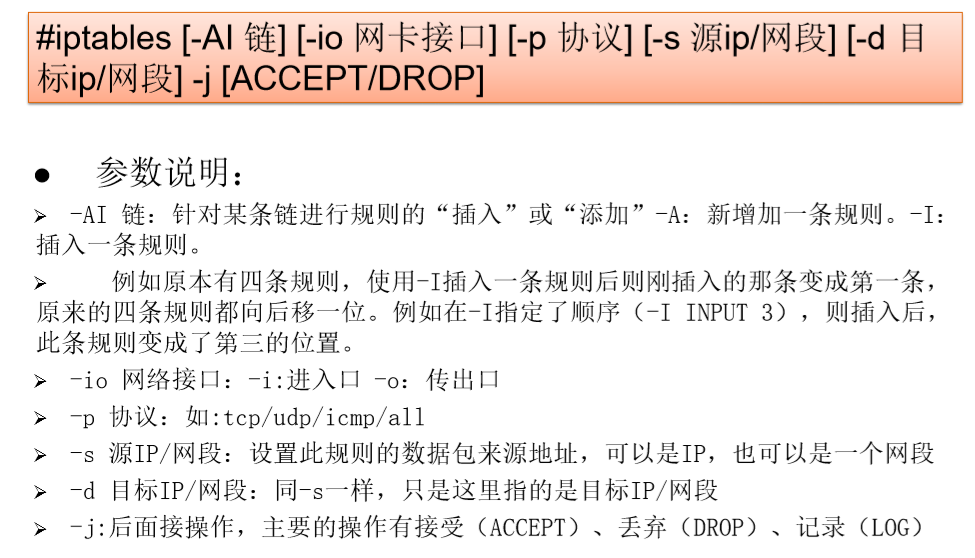 #iptables [-AI 链] [-io 网卡接口] [-p 协议] [-s 源ip/网段] [-d 目
标ip/网段] -j [ACCEPT/DROP]
● 参数说明：
➢ -AI 链：针对某条链进行规则的“插入”或“添加”-A：新增加一条规则。-I：
插入一条规则。
➢ 例如原本有四条规则，使用-I插入一条规则后则刚插入的那条变成第一条，
原来的四条规则都向后移一位。例如在-I指定了顺序（-I INPUT 3），则插入后，
此条规则变成了第三的位置。
➢ -io 网络接口：-i:进入口 -o：传出口
➢ -p 协议：如:tcp/udp/icmp/all
➢ -s 源IP/网段：设置此规则的数据包来源地址，可以是IP，也可以是一个网段
➢ -d 目标IP/网段：同-s一样，只是这里指的是目标IP/网段
➢ -j:后面接操作，主要的操作有接受（ACCEPT）、丢弃（DROP）、记录（LOG）